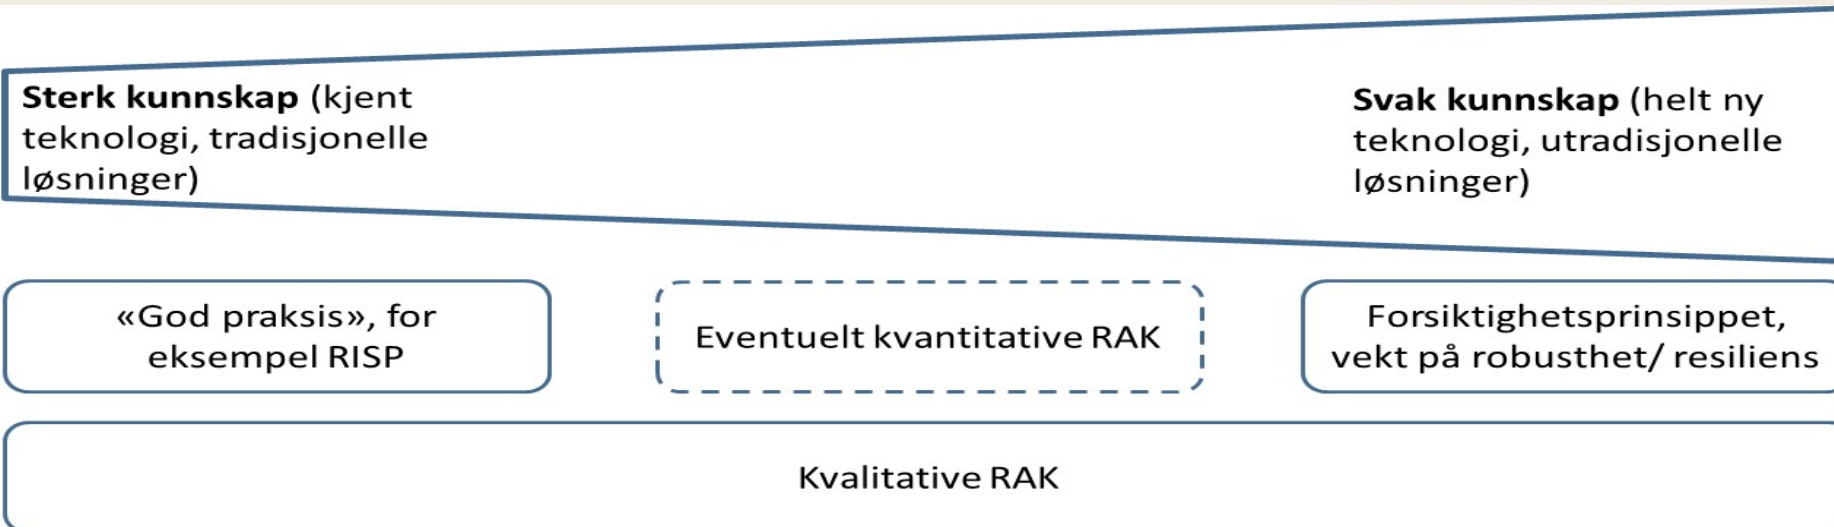 Sterk kunnskap (kjent
teknologi, tradisjonelle
løsninger)
Svak kunnskap (helt ny
teknologi, utradisjonelle
løsninger)
«God praksis», for
eksempel RISP
Eventuelt kvantitative RAK
Forsiktighetsprinsippet,
vekt på robusthet/ resiliens
Kvalitative RAK